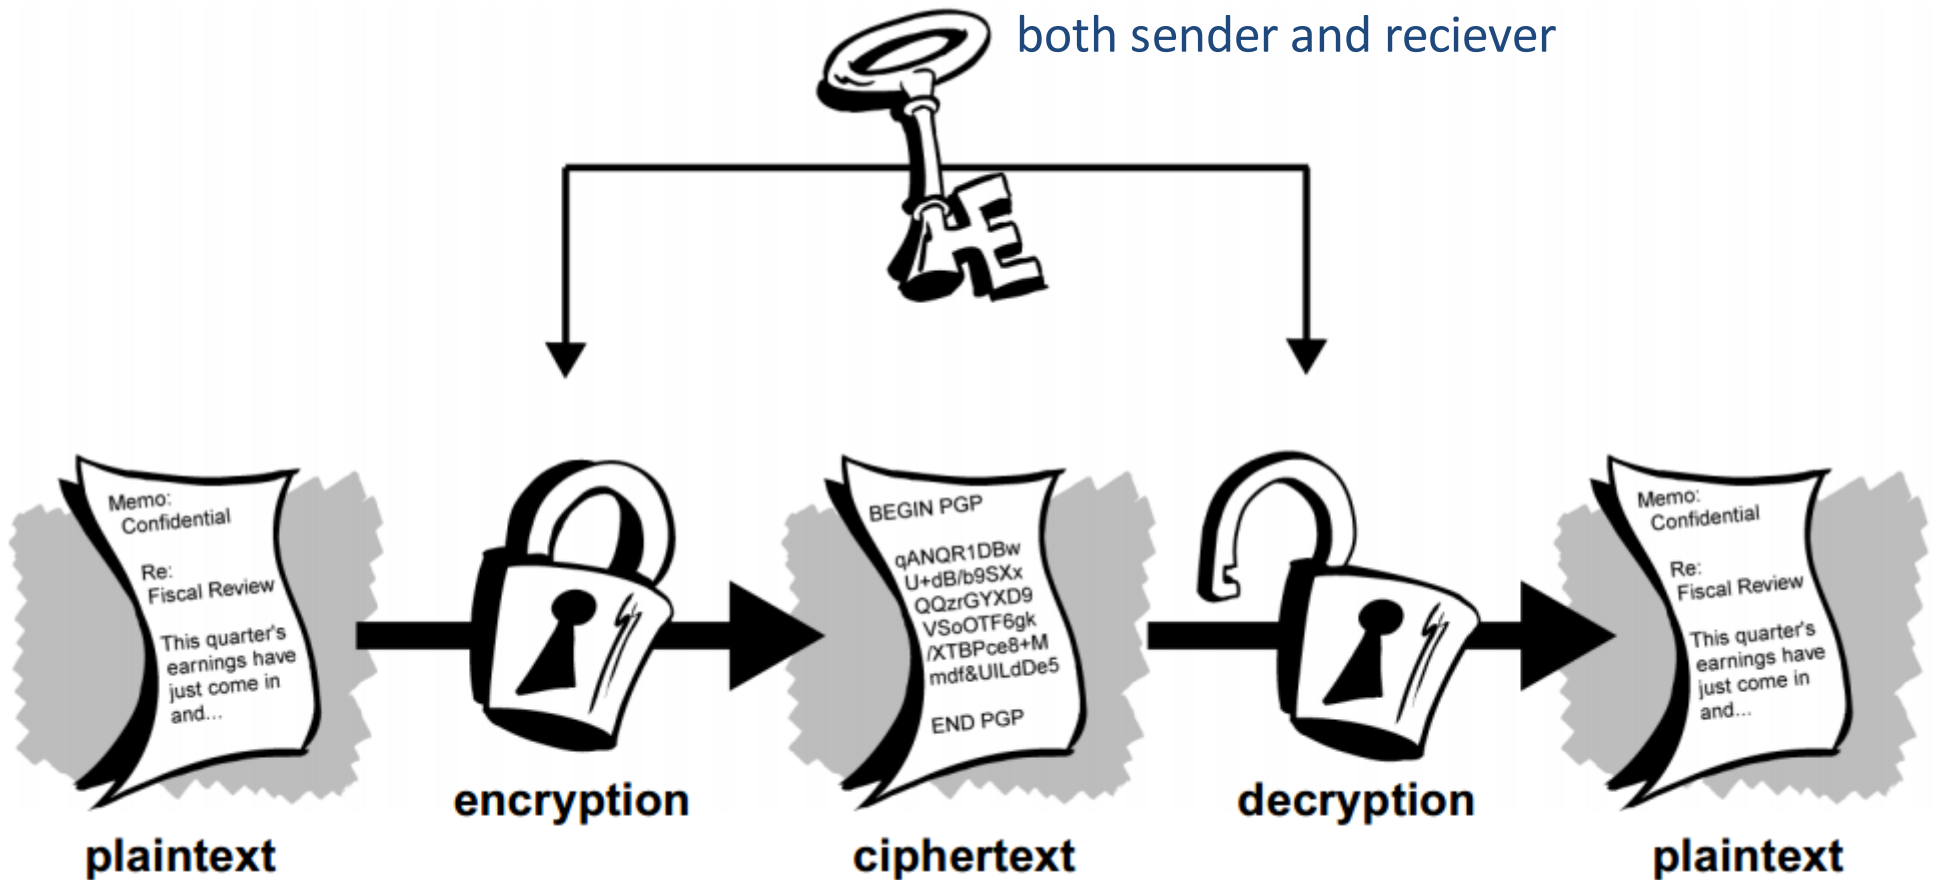 both sender and reciever
Memo:
Confidential
Re:
Fiscal Review
This quarter's
earnings have
just come in
and...
BEGIN PGP
qANQR1DBw
U+dB/b9SXx
QQzrGYXD9
VSoOTF6gk
/XTBPce8+M
mdf&UILdDe5
END PGP
Memo:
Confidential
Re:
Fiscal Review
This quarter's
earnings have
just come in
and...
encryption
decryption
plaintext
ciphertext
plaintext